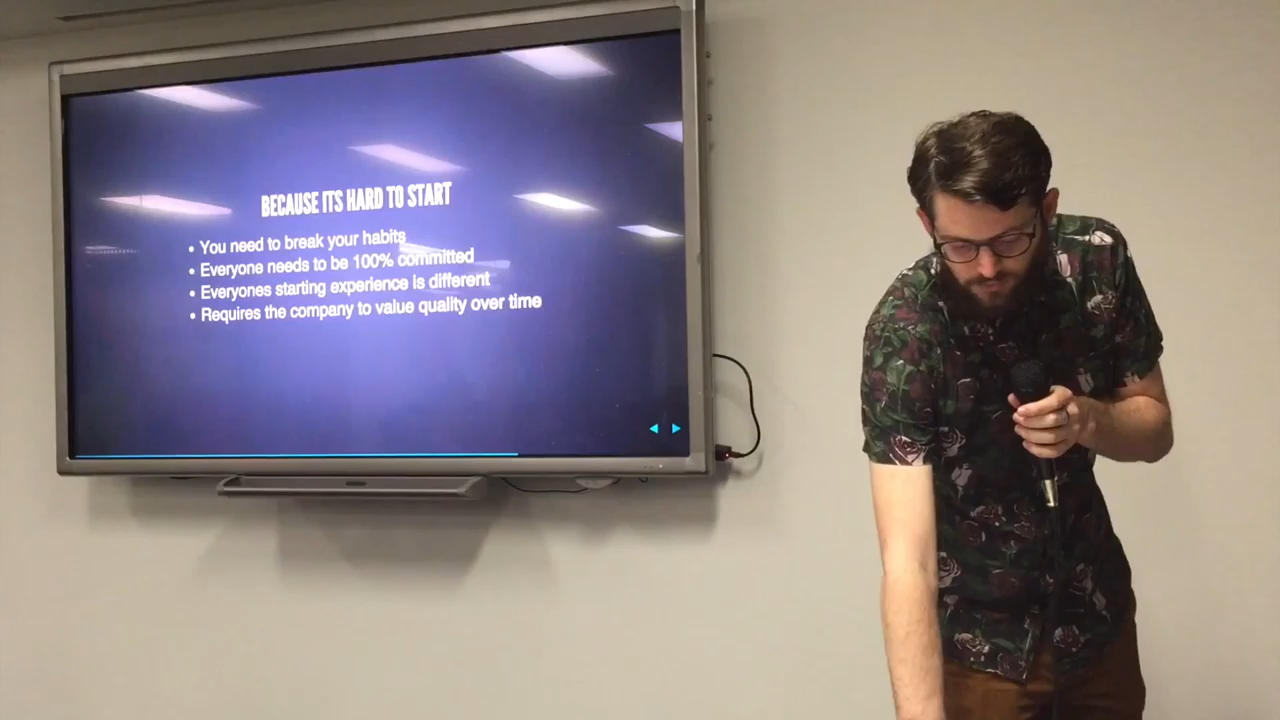 BECAUSE ITS HARD TO START
• You need to break your habits
• Everyone needs to be 100% committed
• Everyones starting experience is different
• Requires the company to value quality over time